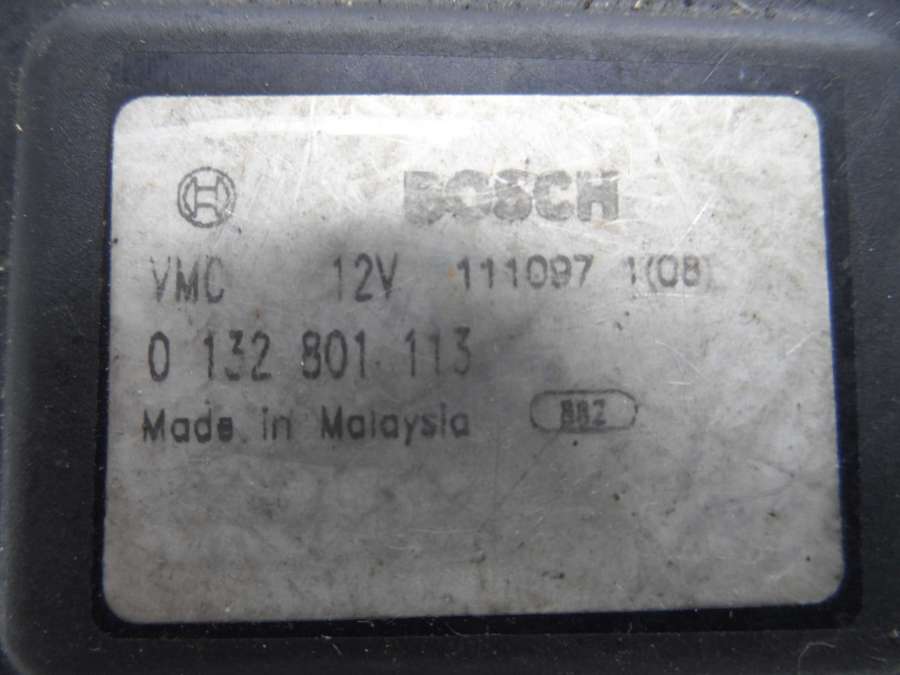 BOSCH
VMC 12V 111097 1(08)
0 132 801 113
Made in Malaysia 882